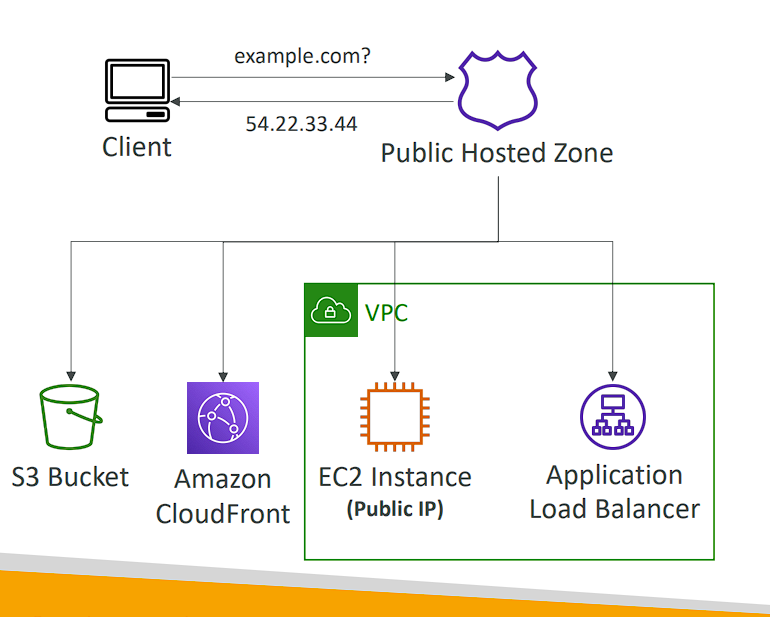 example.com?
54.22.33.44
Client
Public Hosted Zone
VPC
S3 Bucket
Amazon
CloudFront
EC2 Instance
(Public IP)
Application
Load Balancer